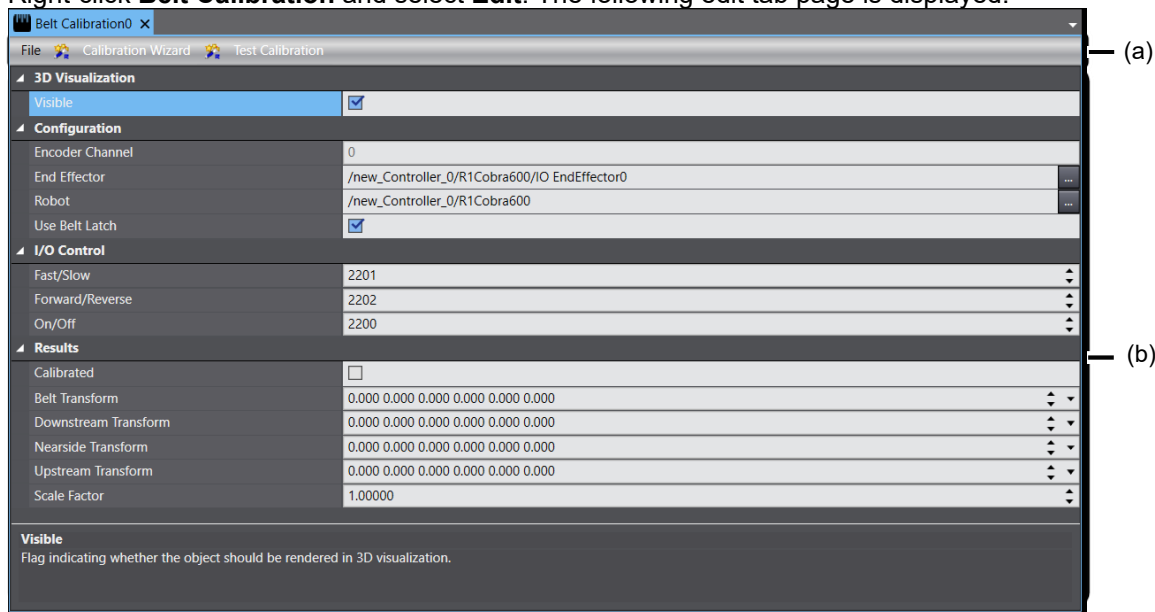 Right-click Belt Calibration and select Edit. The following edit tab page is displayed.
Belt Calibration0 X
File Calibration Wizard Test Calibration
(a)
3D Visualization
Visible
Configuration
Encoder Channel 0
End Effector /new_Controller_0/R1Cobra600/IO EndEffector0 ...
Robot /new_Controller_0/R1Cobra600 ...
Use Belt Latch
I/O Control
Fast/Slow 2201
Forward/Reverse 2202
On/Off 2200
Results
(b)
Calibrated
Belt Transform 0.000 0.000 0.000 0.000 0.000 0.000
Downstream Transform 0.000 0.000 0.000 0.000 0.000 0.000
Nearside Transform 0.000 0.000 0.000 0.000 0.000 0.000
Upstream Transform 0.000 0.000 0.000 0.000 0.000 0.000
Scale Factor 1.00000
Visible
Flag indicating whether the object should be rendered in 3D visualization.